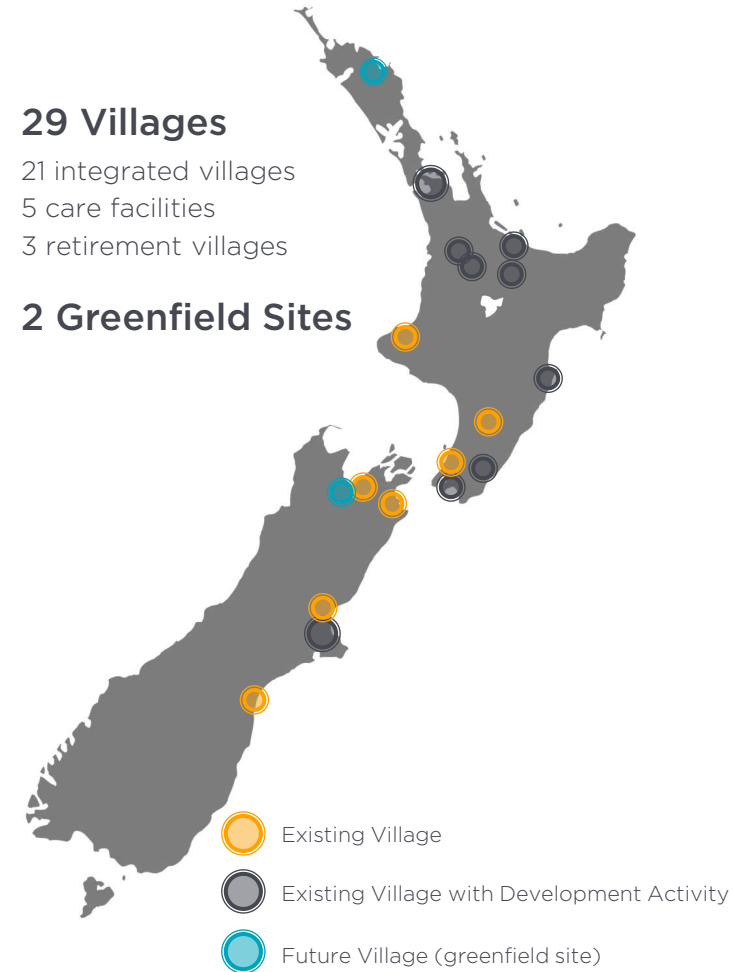 29 Villages
21 integrated villages
5 care facilities
3 retirement villages
2 Greenfield Sites
Existing Village
Existing Village with Development Activity
Future Village (greenfield site)